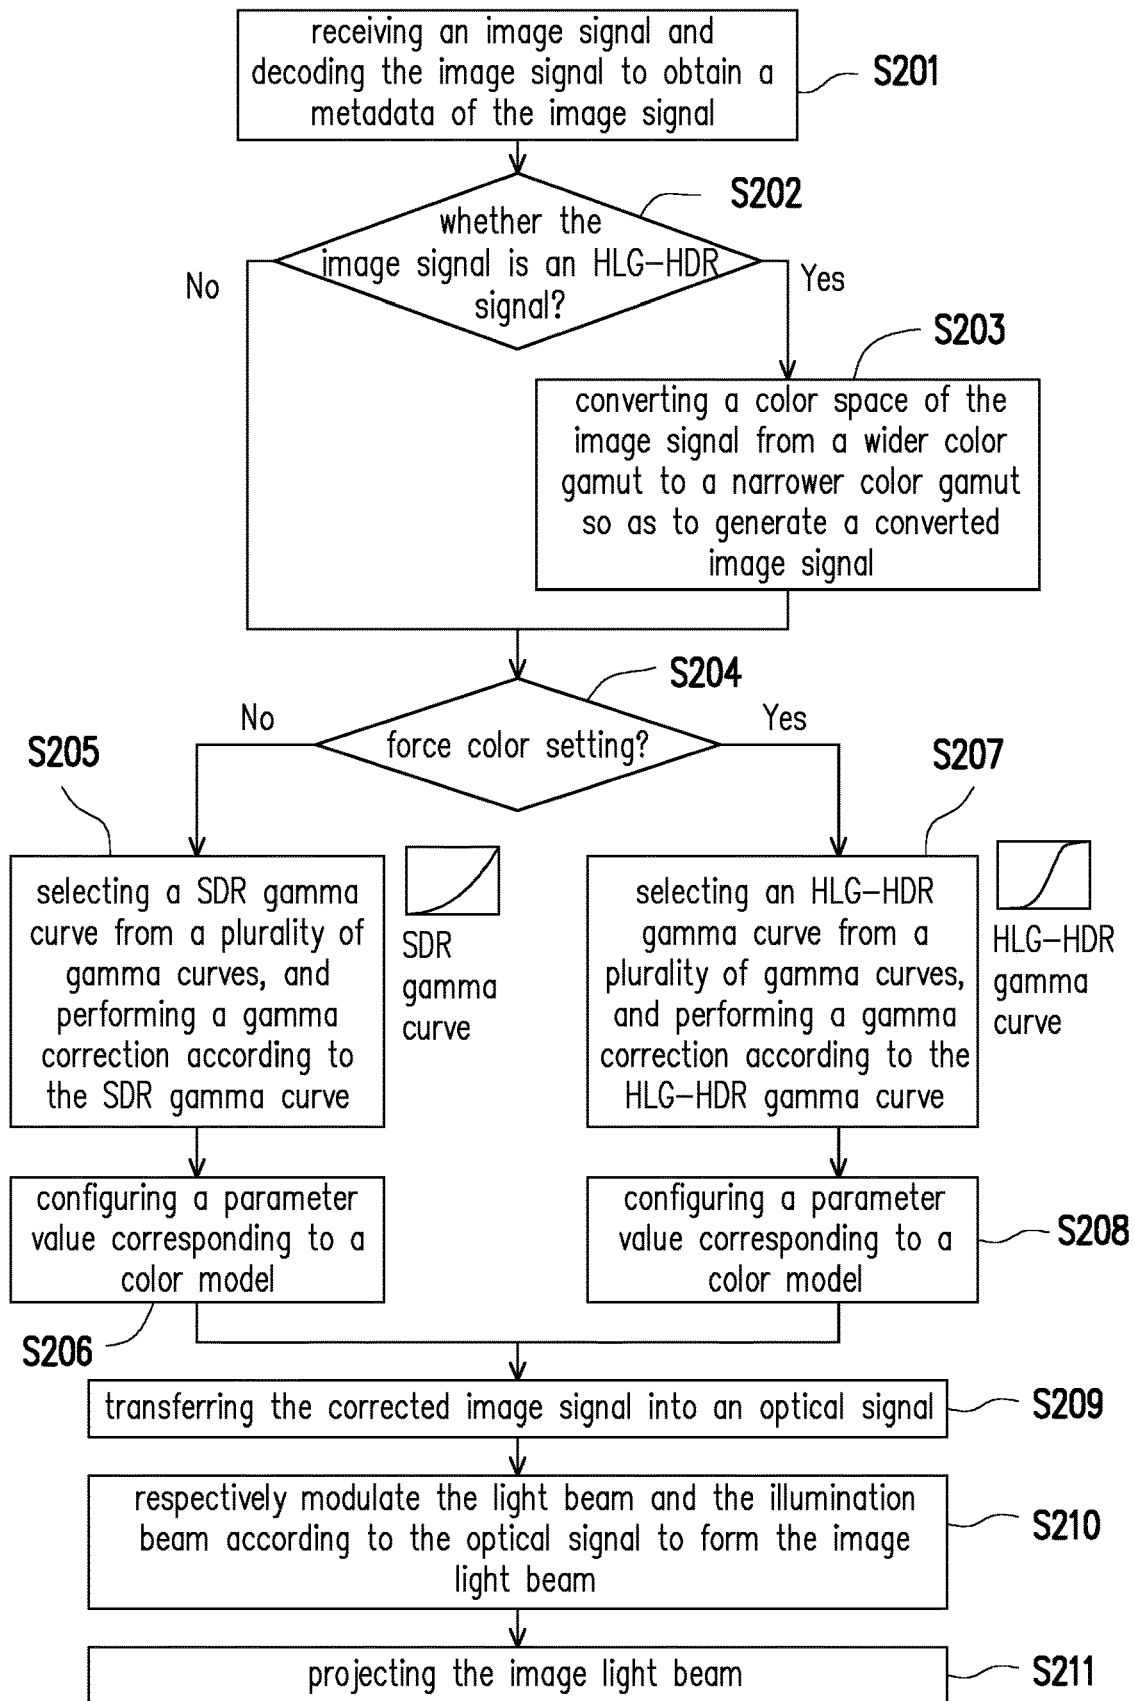 receiving an image signal and
decoding the image signal to obtain a
metadata of the image signal
S201
S202
whether the
image signal is an HLG-HDR
signal?
No
Yes
S203
converting a color space of the
image signal from a wider color
gamut to a narrower color gamut
so as to generate a converted
image signal
S204
No
Yes
force color setting?
S205
S207
selecting a SDR gamma
curve from a plurality of
gamma curves, and
performing a gamma
correction according to
the SDR gamma curve
SDR
gamma
curve
selecting an HLG-HDR
gamma curve from a
plurality of gamma curves,
and performing a gamma
correction according to the
HLG-HDR gamma curve
HLG-HDR
gamma
curve
configuring a parameter
value corresponding to a
color model
S206
configuring a parameter
value corresponding to a
color model
S208
transferring the corrected image signal into an optical signal
S209
respectively modulate the light beam and the illumination
beam according to the optical signal to form the image
light beam
S210
projecting the image light beam
S211